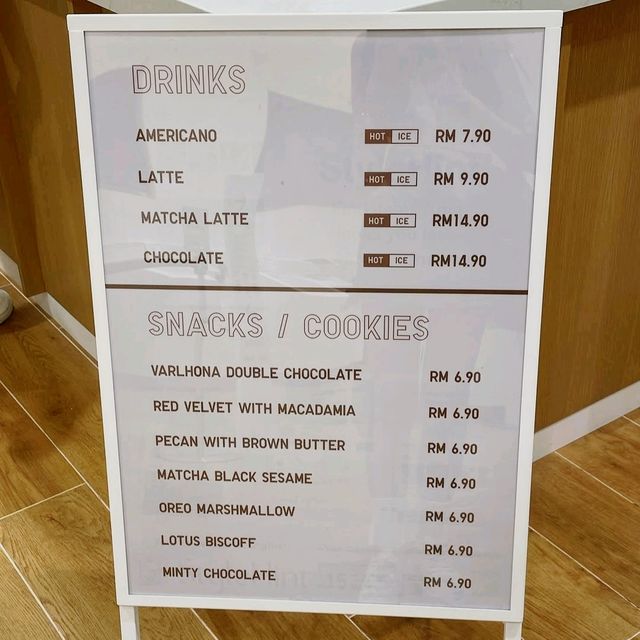 DRINKS
AMERICANO HOT ICE RM 7.90
LATTE HOT ICE RM 9.90
MATCHA LATTE HOT ICE RM14.90
CHOCOLATE HOT ICE RM14.90
SNACKS / COOKIES
VARLHONA DOUBLE CHOCOLATE RM 6.90
RED VELVET WITH MACADAMIA RM 6.90
PECAN WITH BROWN BUTTER RM 6.90
MATCHA BLACK SESAME RM 6.90
OREO MARSHMALLOW RM 6.90
LOTUS BISCOFF RM 6.90
MINTY CHOCOLATE RM 6.90